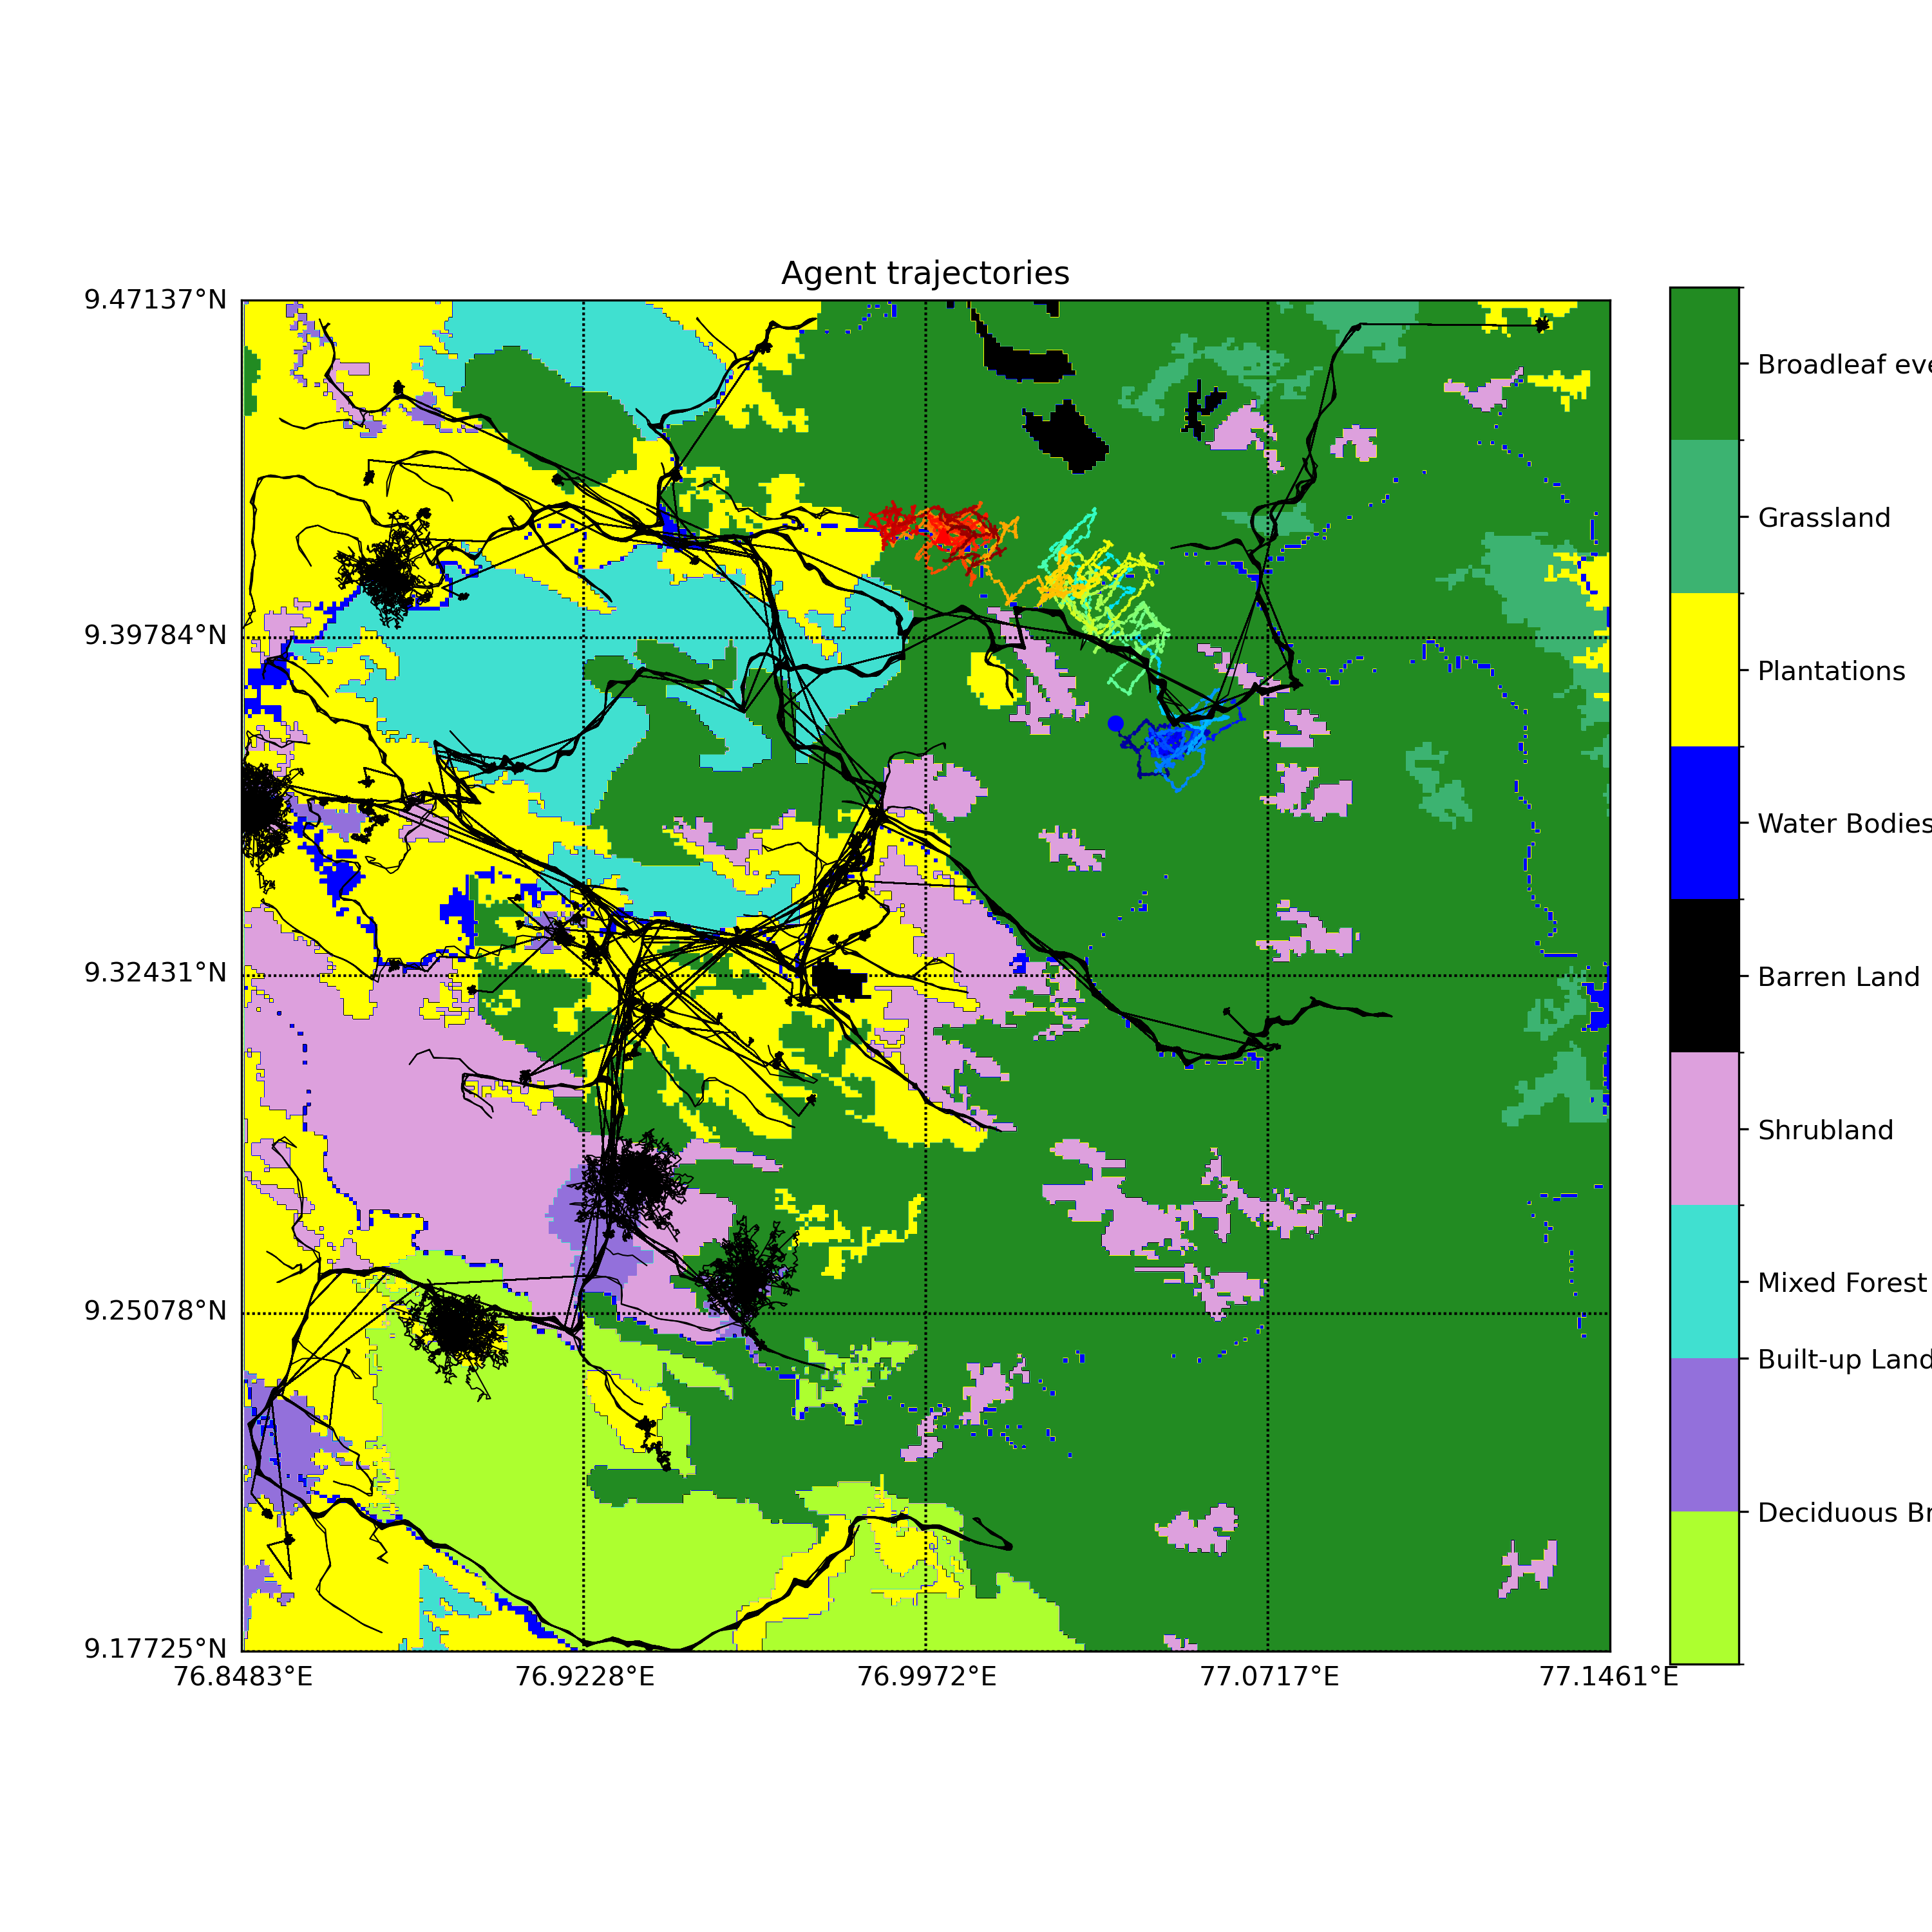 Agent trajectories
9.47137°N
9.39784°N
9.32431°N
9.25078°N
9.17725°N
76.8483°E
76.9228°E
76.9972°E
77.0717°E
77.1461°E
Broadleaf eve
Grassland
Plantations
Water Bodies
Barren Land
Shrubland
Mixed Forest
Built-up Land
Deciduous Br